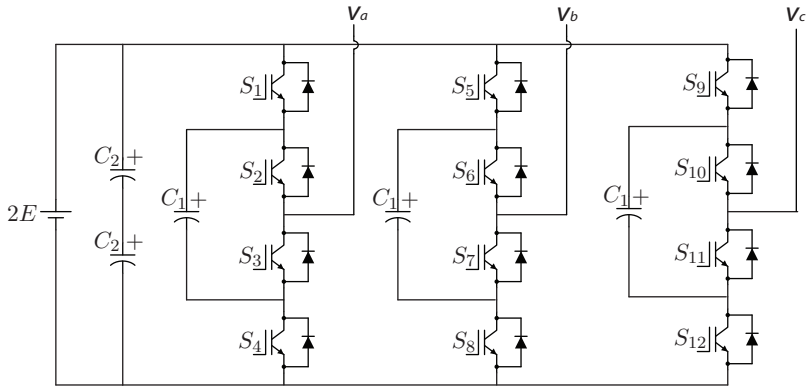 Va Vb Vc
S1 S5 S9
C2 + C1 + S2 C1 + S6 C1 + S10
2E
C2 + S3 S7 S11
S4 S8 S12